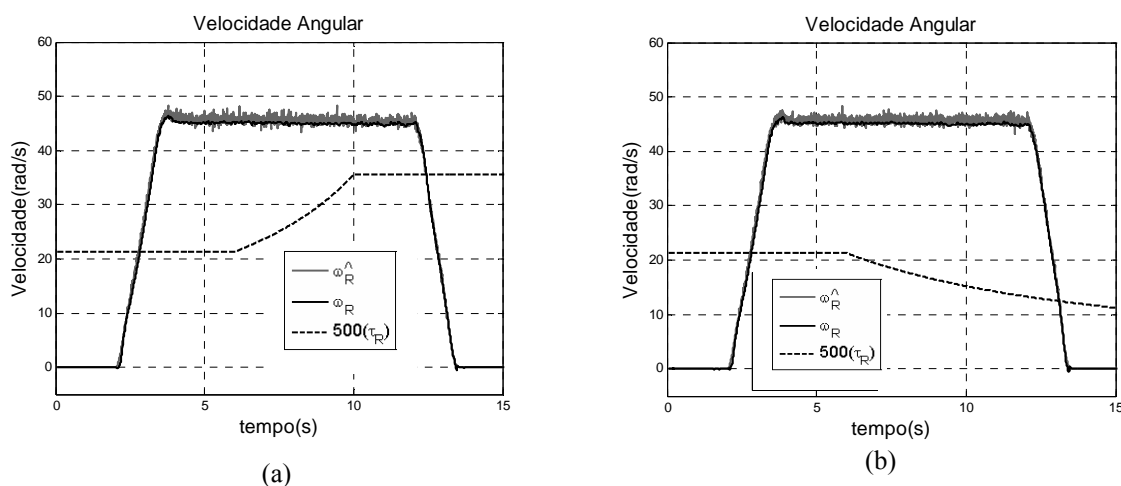 Velocidade Angular
60
50
40
30
20
10
0
Velocidade(rad/s)
ω^R
ωR
500(τR)
0
5
10
15
tempo(s)
(a)
Velocidade Angular
60
50
40
30
20
10
0
Velocidade(rad/s)
ω^R
ωR
500(τR)
0
5
10
15
tempo(s)
(b)